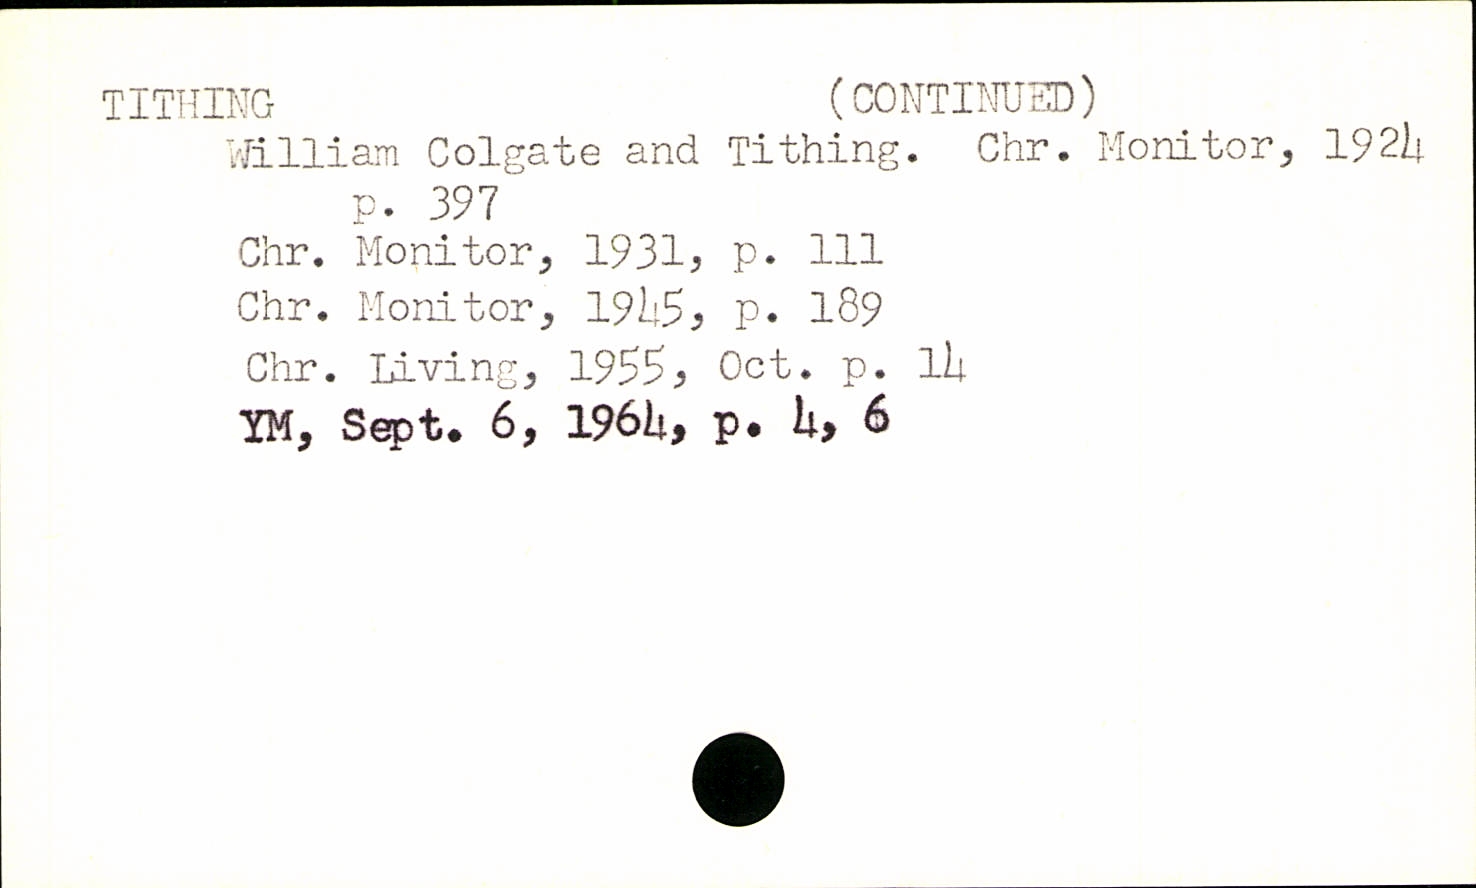 TITHING (CONTINUED)
William Colgate and Tithing. Chr. Monitor, 1924
p. 397
Chr. Monitor, 1931, p. 111
Chr. Monitor, 1945, p. 189
Chr. Living, 1955, Oct. p. 14
YM, Sept. 6, 1964, p. 4, 6